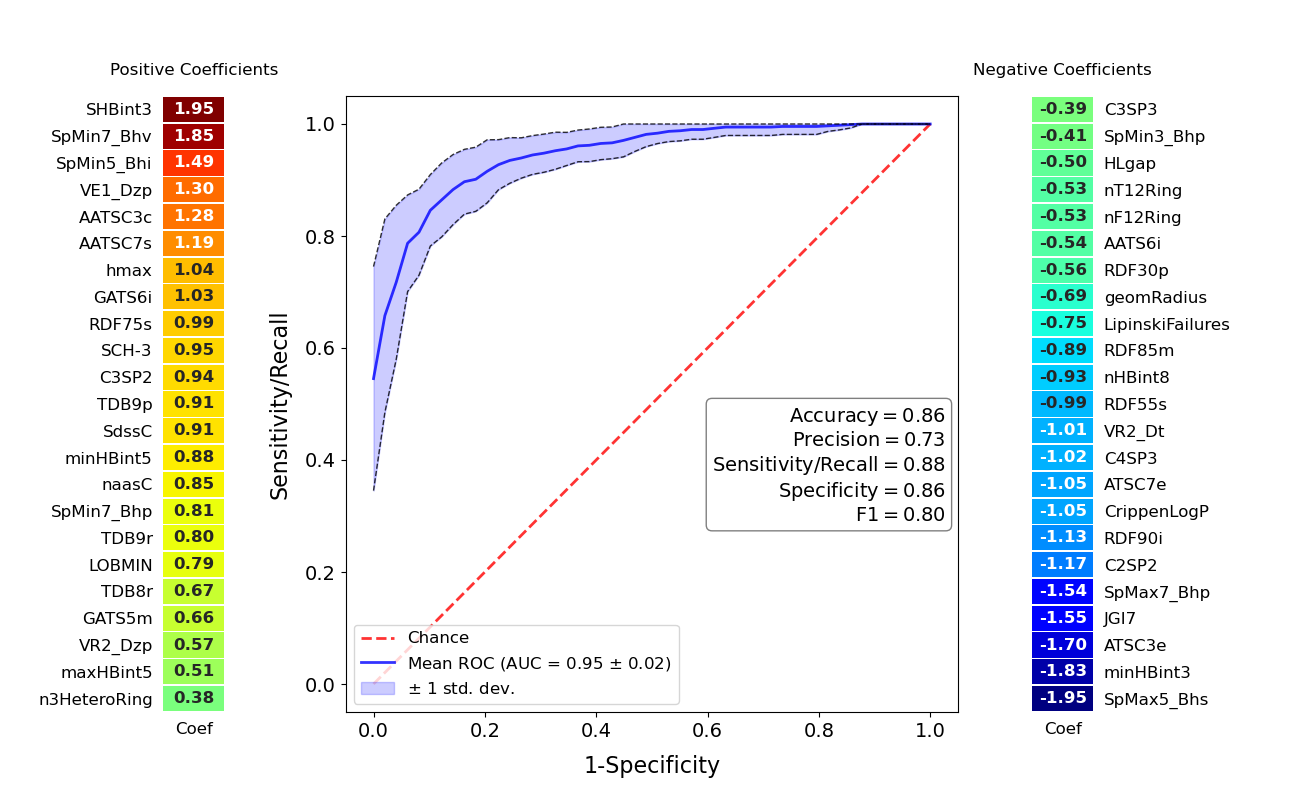 Positive Coefficients
SHBint3 1.95
SpMin7_Bhv 1.85
SpMin5_Bhi 1.49
VE1_Dzp 1.30
AATSC3c 1.28
AATSC7s 1.19
hmax 1.04
GATS6i 1.03
RDF75s 0.99
SCH-3 0.95
C3SP2 0.94
TDB9p 0.91
SdssC 0.91
minHBint5 0.88
naasC 0.85
SpMin7_Bhp 0.81
TDB9r 0.80
LOBMIN 0.79
TDB8r 0.67
GATS5m 0.66
VR2_Dzp 0.57
maxHBint5 0.51
n3HeteroRing 0.38
Coef
Sensitivity/Recall
1.0
0.8
0.6
0.4
0.2
0.0
Accuracy = 0.86
Precision = 0.73
Sensitivity/Recall = 0.88
Specificity = 0.86
F1 = 0.80
Chance
Mean ROC (AUC = 0.95 ± 0.02)
± 1 std. dev.
0.0 0.2 0.4 0.6 0.8 1.0
1-Specificity
Negative Coefficients
-0.39 C3SP3
-0.41 SpMin3_Bhp
-0.50 HLgap
-0.53 nT12Ring
-0.53 nF12Ring
-0.54 AATS6i
-0.56 RDF30p
-0.69 geomRadius
-0.75 LipinskiFailures
-0.89 RDF85m
-0.93 nHBint8
-0.99 RDF55s
-1.01 VR2_Dt
-1.02 C4SP3
-1.05 ATSC7e
-1.05 CrippenLogP
-1.13 RDF90i
-1.17 C2SP2
-1.54 SpMax7_Bhp
-1.55 JGI7
-1.70 ATSC3e
-1.83 minHBint3
-1.95 SpMax5_Bhs
Coef